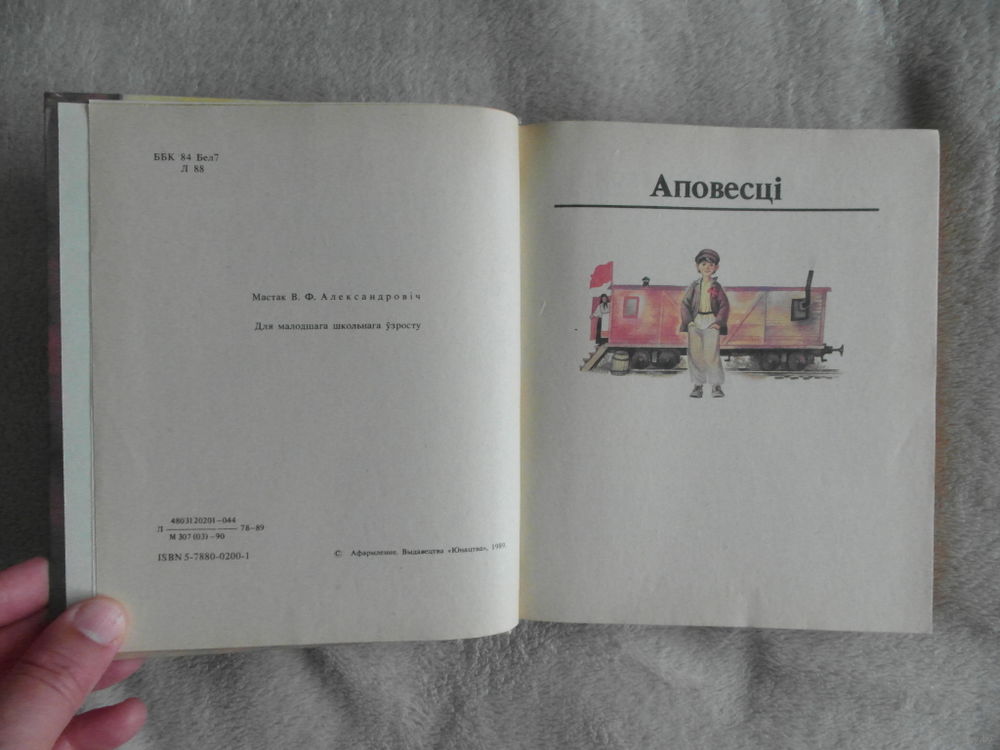 ББК 84 Бел7
Л 88
Мастак В. Ф. Александровіч
Для малодшага школьнага ўзросту
Л 4803120201—044 78—89
М 307 (03)—90
ISBN 5-7880-0200-1
© Афармленне. Выдавецтва «Юнацтва», 1989.
Аповесці